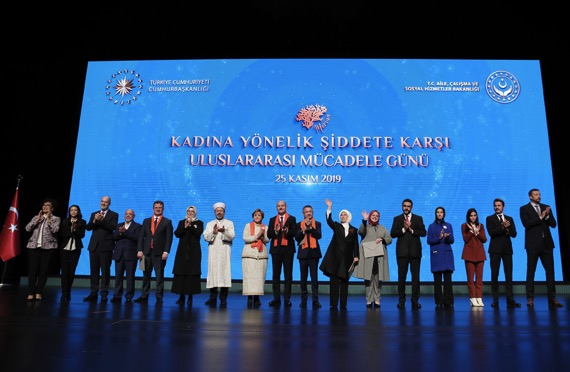 TÜRKİYE CUMHURİYETİ
CUMHURBAŞKANLIĞI
T.C. AİLE, ÇALIŞMA VE
SOSYAL HİZMETLER BAKANLIĞI
KADINA YÖNELİK ŞİDDETE KARŞI
ULUSLARARASI MÜCADELE GÜNÜ
25 KASIM 2019